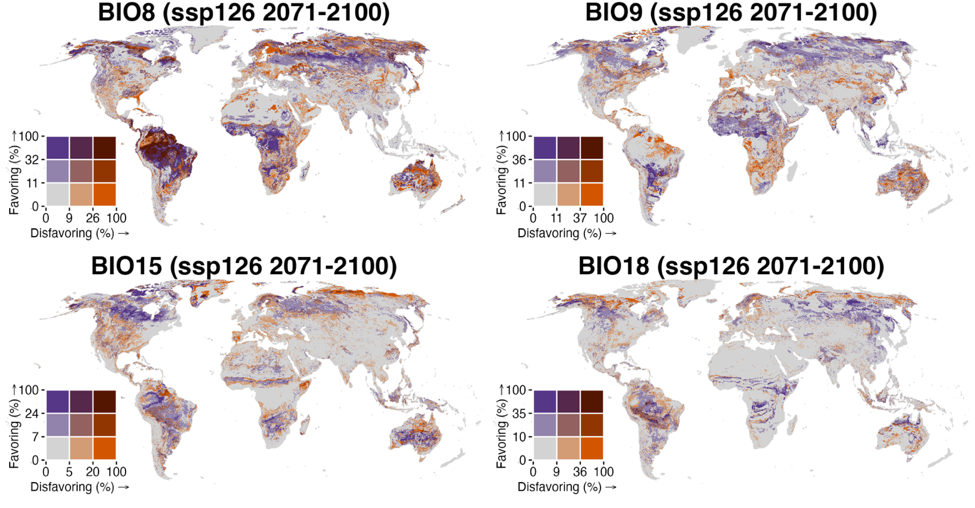 BIO8 (ssp126 2071-2100)
BIO9 (ssp126 2071-2100)
Favoring (%) →
100
32
11
0
0 9 26 100
Disfavoring (%) →
Favoring (%) →
100
36
11
0
0 11 37 100
Disfavoring (%) →
BIO15 (ssp126 2071-2100)
BIO18 (ssp126 2071-2100)
Favoring (%) →
100
24
7
0
0 5 20 100
Disfavoring (%) →
Favoring (%) →
100
35
10
0
0 9 36 100
Disfavoring (%) →